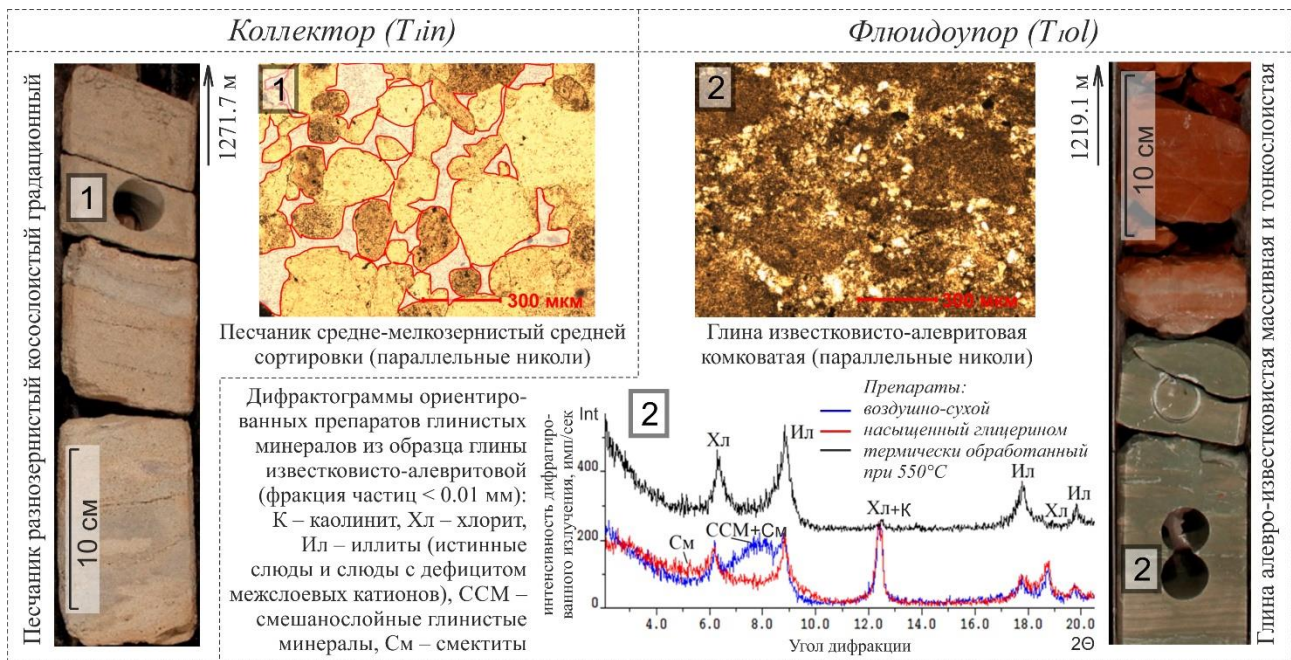 Коллектор (T₁in)
Флюидоупор (T₁ol)
Песчаник разнозернистый косослоистый градационный
1
10 см
1271.7 м
1
300 мкм
Песчаник средне-мелкозернистый средней
сортировки (параллельные николи)
2
300 мкм
Глина известковисто-алевритовая
комковатая (параллельные николи)
1219.1 м
10 см
2
Глина алевро-известковистая массивная и тонкослоистая
Дифрактограммы ориентиро-
ванных препаратов глинистых
минералов из образца глины
известковисто-алевритовой
(фракция частиц < 0.01 мм):
К – каолинит, Хл – хлорит,
Ил – иллиты (истинные
слюды и слюды с дефицитом
межслоевых катионов), ССМ –
смешанослойные глинистые
минералы, См – смектиты
интенсивность дифрагиро-
ванного излучения, имп/сек
Int
400
200
0
2
Препараты:
воздушно-сухой
насыщенный глицерином
термически обработанный
при 550°С
Хл
Ил
Хл+К
Ил
Хл
Ил
См
ССМ+См
4.0 6.0 8.0 10.0 12.0 14.0 16.0 18.0 20.0
Угол дифракции
2Θ